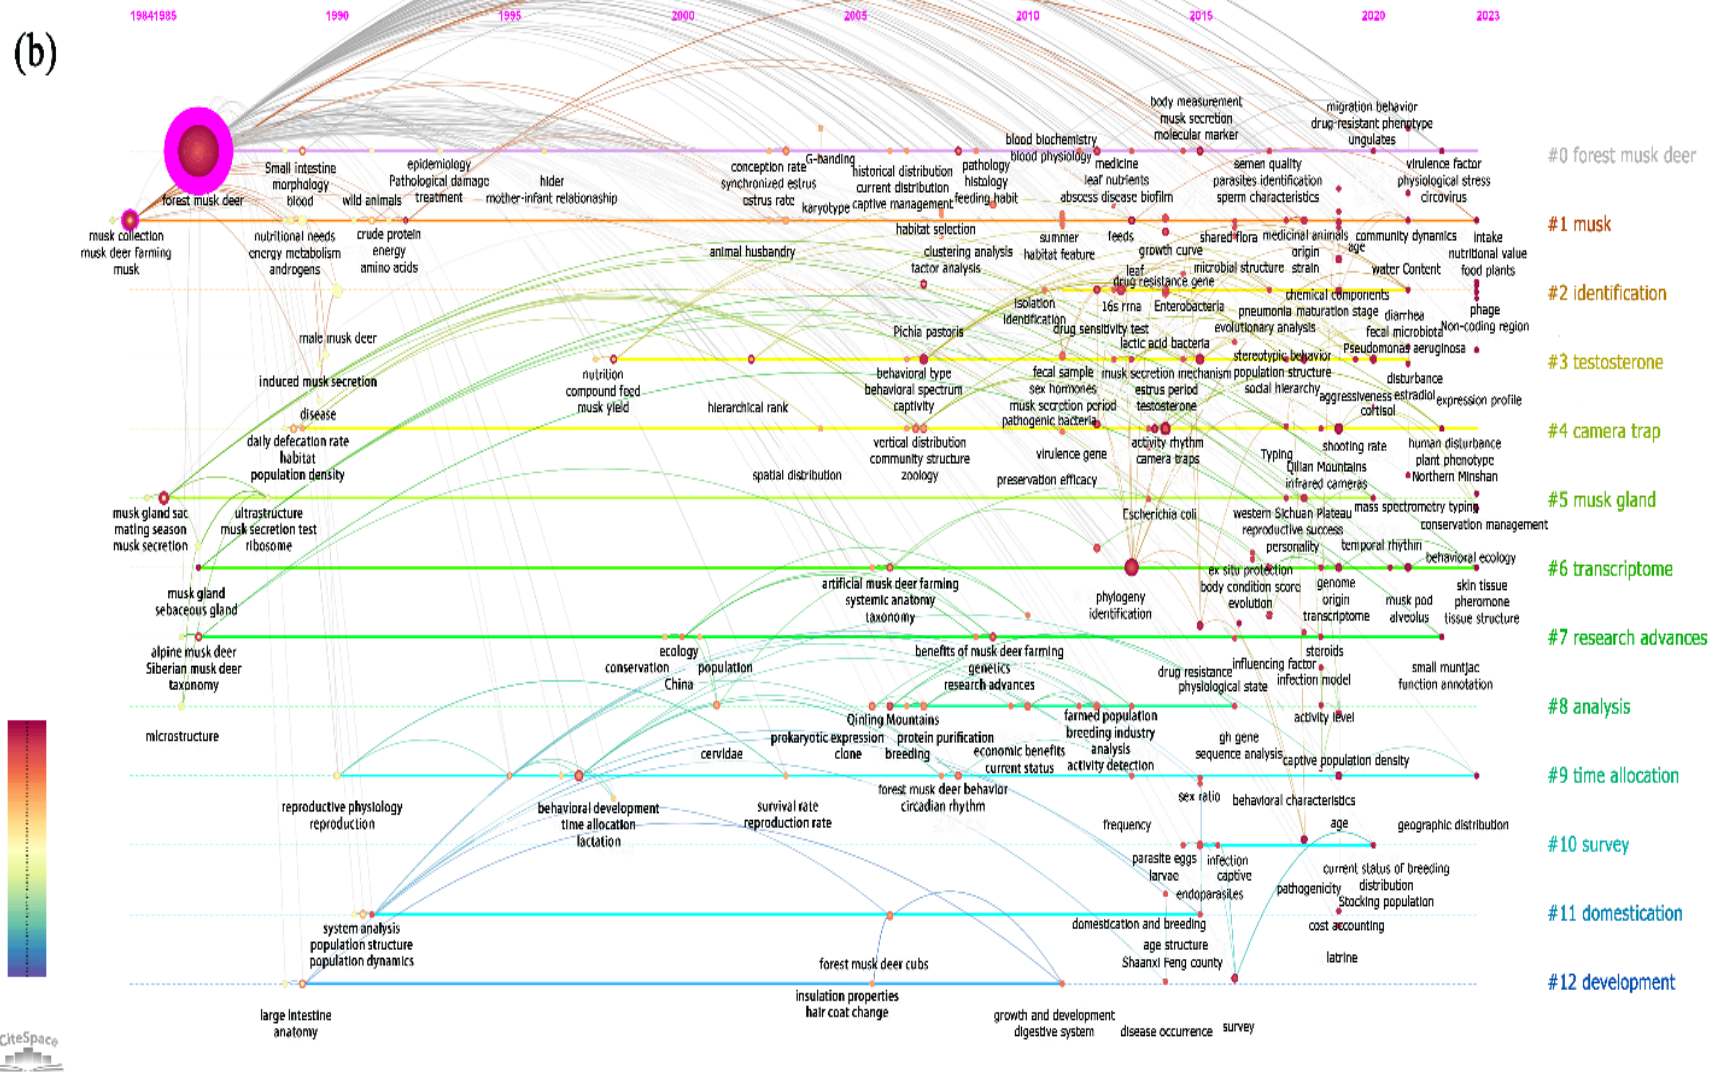 19841985 1990 1995 2000 2005 2010 2015 2020 2023
(b)
body measurement
musk secretion
molecular marker
migration behavior
drug-resistant phenotype
ungulates
blood biochemistry
blood physiology
#0 forest musk deer
Small intestine
morphology
blood
forest musk deer
epidemiology
Pathological damage
treatment
wild animals
hider
mother-infant relationaship
conception rate
synchronized estrus
estrus rate
G-banding
karyotype
historical distribution
current distribution
captive management
pathology
histology
feeding habit
medicine
leaf nutrients
abscess disease biofilm
semen quality
parasites identification
sperm characteristics
virulence factor
physiological stress
circovirus
#1 musk
musk collection
musk deer farming
musk
nutritional needs
energy metabolism
androgens
crude protein
energy
amino acids
animal husbandry
habitat selection
clustering analysis
factor analysis
summer
habitat feature
feeds
growth curve
shared flora
medicinal animals
origin
strain
age
community dynamics
intake
nutritional value
food plants
leaf
drug resistance gene
microbial structure
water Content
#2 identification
isolation
identification
16s rrna
Enterobacteria
chemical components
pneumonia maturation stage
diarrhea
phage
Non-coding region
male musk deer
Pichia pastoris
drug sensitivity test
lactic acid bacteria
evolutionary analysis
fecal microbiota
Pseudomonas aeruginosa
stereotypic behavior
#3 testosterone
induced musk secretion
nutrition
compound feed
musk yield
hierarchical rank
behavioral type
behavioral spectrum
captivity
fecal sample
sex hormones
musk secretion period
pathogenic bacteria
musk secretion mechanism
estrus period
testosterone
population structure
social hierarchy
aggressiveness
cortisol
disturbance
estradiol
expression profile
disease
#4 camera trap
daily defecation rate
habitat
population density
vertical distribution
community structure
zoology
spatial distribution
virulence gene
preservation efficacy
activity rhythm
camera traps
Typing
shooting rate
Qilian Mountains
infrared cameras
human disturbance
plant phenotype
Northern Minshan
#5 musk gland
musk gland sac
mating season
musk secretion
ultrastructure
musk secretion test
ribosome
Escherichia coli
western Sichuan Plateau
reproductive success
personality
mass spectrometry typing
conservation management
temporal rhythm
behavioral ecology
#6 transcriptome
musk gland
sebaceous gland
artificial musk deer farming
systemic anatomy
taxonomy
phylogeny
identification
ex situ protection
body condition score
evolution
genome
origin
transcriptome
musk pod
alveolus
skin tissue
pheromone
tissue structure
#7 research advances
alpine musk deer
Siberian musk deer
taxonomy
ecology
conservation
population
China
benefits of musk deer farming
genetics
research advances
drug resistance
physiological state
steroids
influencing factor
infection model
small muntjac
function annotation
#8 analysis
microstructure
Qinling Mountains
prokaryotic expression
clone
protein purification
breeding
cervidae
economic benefits
current status
farmed population
breeding industry
analysis
activity detection
gh gene
sequence analysis
activity level
captive population density
#9 time allocation
reproductive physiology
reproduction
behavioral development
time allocation
lactation
survival rate
reproduction rate
forest musk deer behavior
circadian rhythm
sex ratio
behavioral characteristics
frequency
age
geographic distribution
#10 survey
parasite eggs
larvae
infection
captive
endoparasites
current status of breeding
distribution
Stocking population
pathogenicity
#11 domestication
system analysis
population structure
population dynamics
domestication and breeding
age structure
Shaanxi Feng county
cost accounting
latrine
forest musk deer cubs
#12 development
large intestine
anatomy
insulation properties
hair coat change
growth and development
digestive system
disease occurrence
survey
CiteSpace